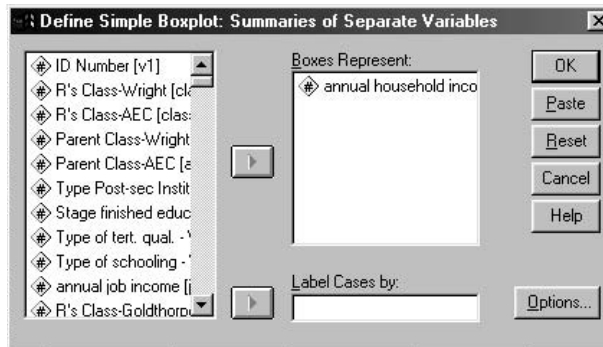 Define Simple Boxplot: Summaries of Separate Variables
ID Number [v1]
R's Class-Wright [cla
R's Class-AEC [clas
Parent Class-Wright
Parent Class-AEC [a
Type Post-sec Instit
Stage finished educ
Type of tert. qual. - V
Type of schooling - 
annual job income [j
R's Class-Goldthorp
Boxes Represent:
annual household inco
Label Cases by:
OK
Paste
Reset
Cancel
Help
Options...